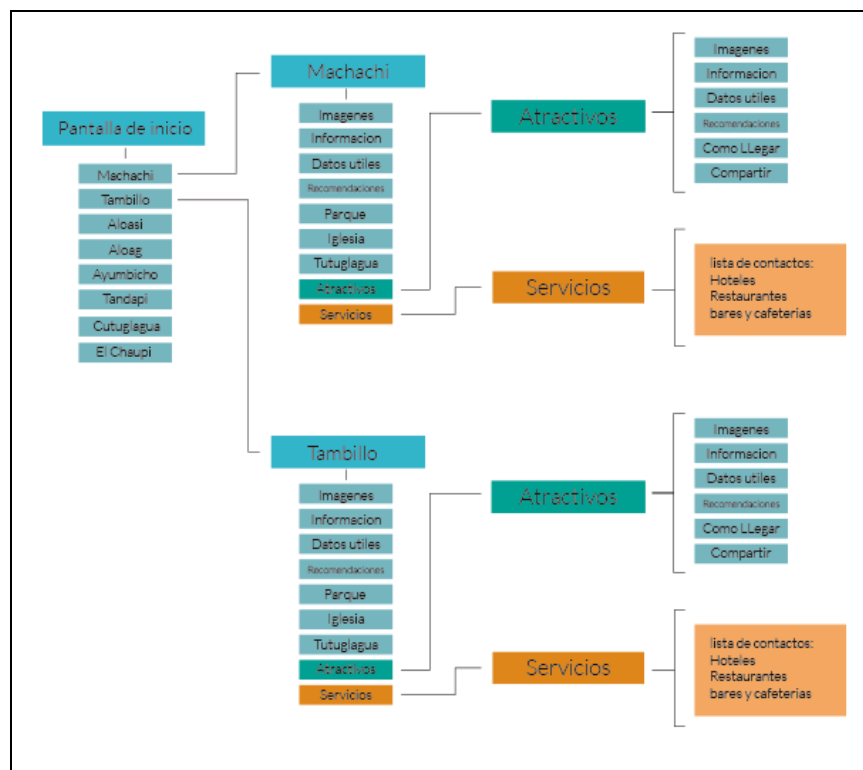 Pantalla de inicio
Machachi
Tambillo
Aloasi
Aloag
Ayumbicho
Tandapi
Cutuglagua
El Chaupi
Machachi
Imagenes
Informacion
Datos utiles
Recomendaciones
Parque
Iglesia
Tutuglagua
Atractivos
Servicios
Atractivos
Imagenes
Informacion
Datos utiles
Recomendaciones
Como LLegar
Compartir
Servicios
lista de contactos:
Hoteles
Restaurantes
bares y cafeterias
Tambillo
Imagenes
Informacion
Datos utiles
Recomendaciones
Parque
Iglesia
Tutuglagua
Atractivos
Servicios
Atractivos
Imagenes
Informacion
Datos utiles
Recomendaciones
Como LLegar
Compartir
Servicios
lista de contactos:
Hoteles
Restaurantes
bares y cafeterias